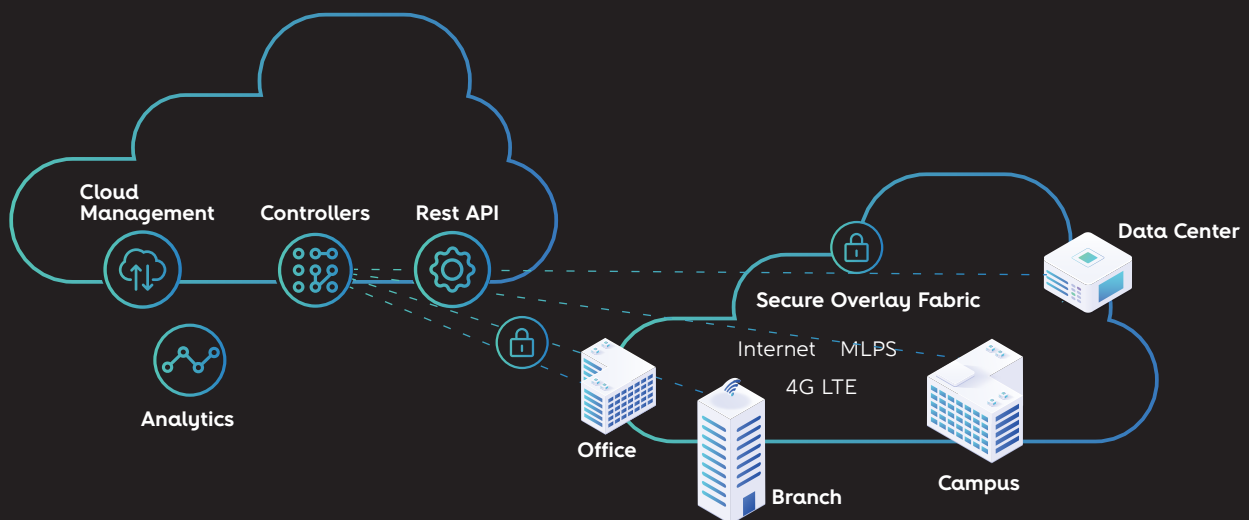 Cloud
Management
Controllers
Rest API
Analytics
Data Center
Secure Overlay Fabric
Internet MLPS
4G LTE
Office
Branch
Campus